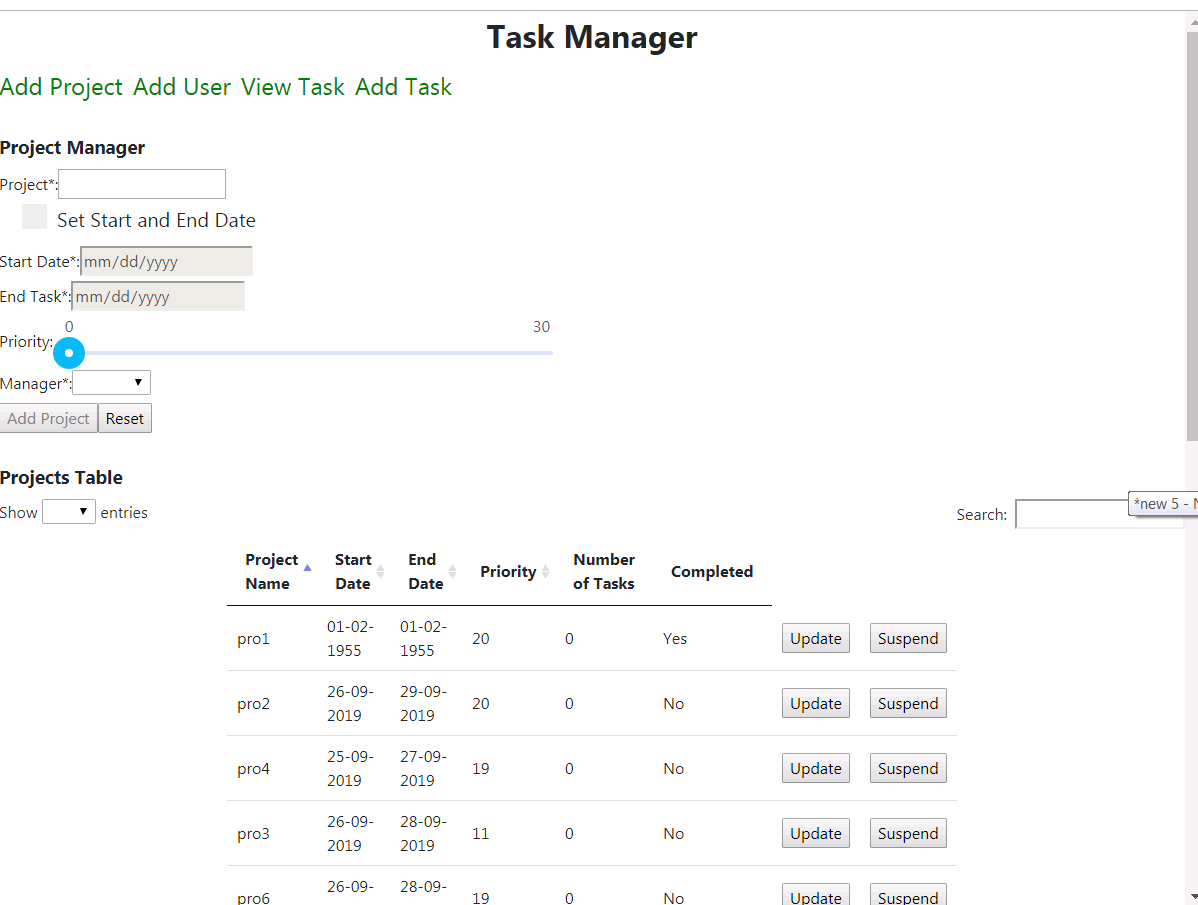 Task Manager
Add Project Add User View Task Add Task
Project Manager
Project*:
Set Start and End Date
Start Date*: mm/dd/yyyy
End Task*: mm/dd/yyyy
0 30
Priority:
Manager*:
Add Project Reset
Projects Table
Show entries Search: *new 5 -
Project Name Start Date End Date Priority Number of Tasks Completed
pro1 01-02-1955 01-02-1955 20 0 Yes Update Suspend
pro2 26-09-2019 29-09-2019 20 0 No Update Suspend
pro4 25-09-2019 27-09-2019 19 0 No Update Suspend
pro3 26-09-2019 28-09-2019 11 0 No Update Suspend
pro6 26-09- 28-09- 19 0 No Update Suspend